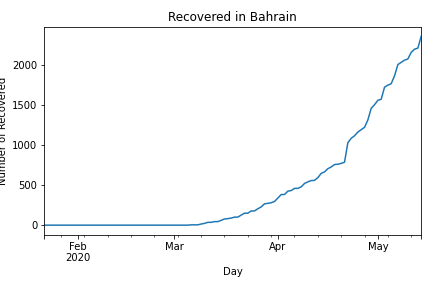 Recovered in Bahrain
Number of Recovered
2000
1500
1000
500
0
Feb
2020
Mar
Apr
May
Day